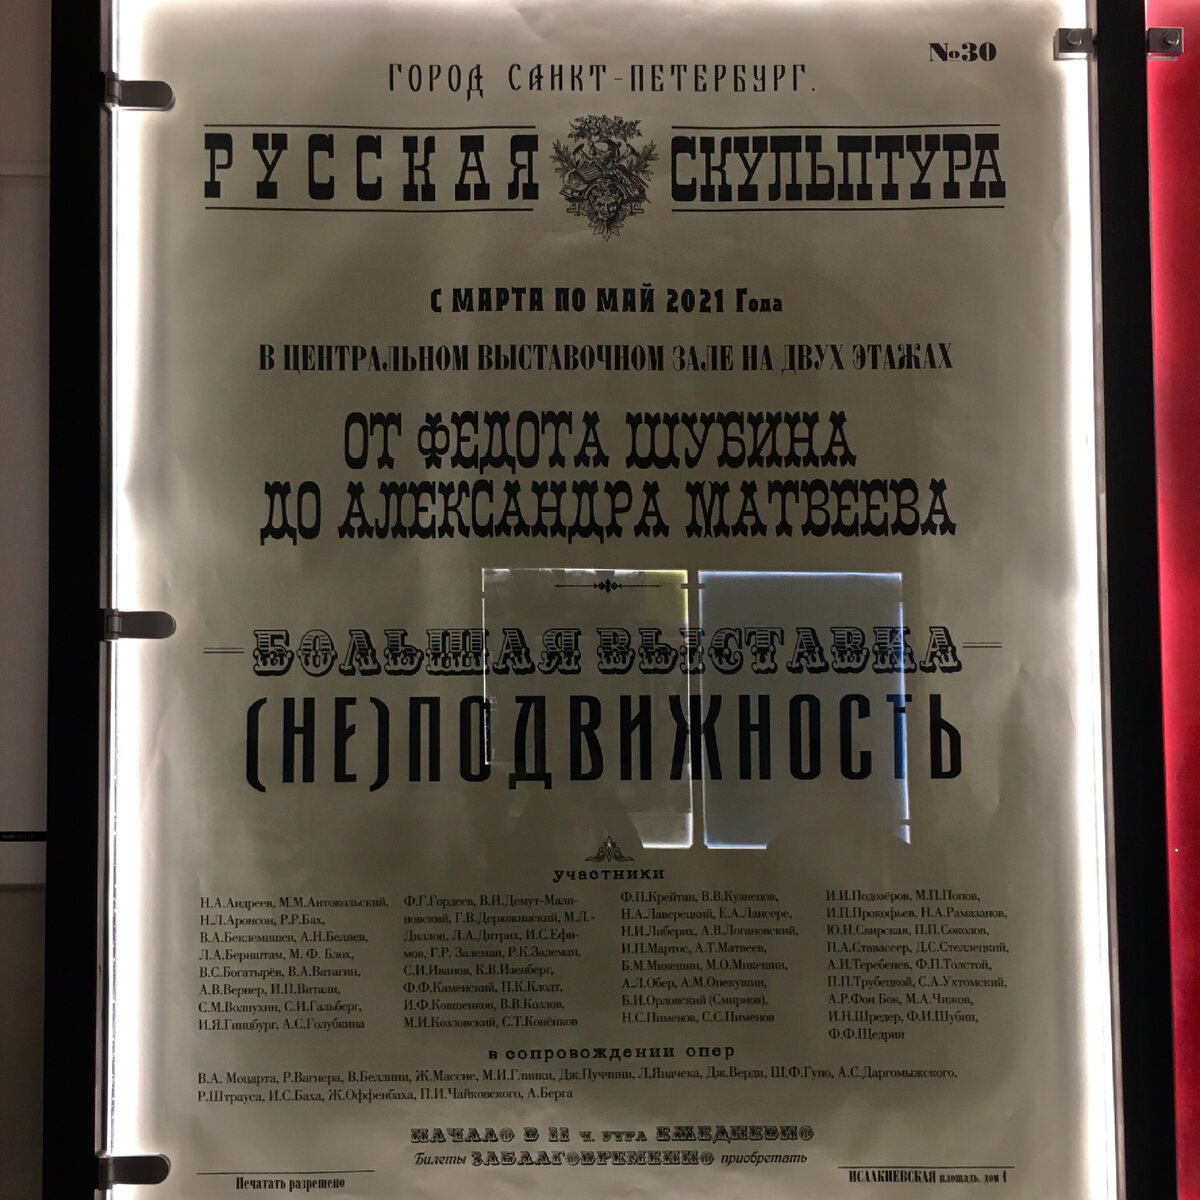 №30
ГОРОД САНКТ-ПЕТЕРБУРГ.
РУССКАЯ СКУЛЬПТУРА
С МАРТА ПО МАЙ 2021 Года
В ЦЕНТРАЛЬНОМ ВЫСТАВОЧНОМ ЗАЛЕ НА ДВУХ ЭТАЖАХ
ОТ ФЕДОТА ШУБИНА
ДО АЛЕКСАНДРА МАТВЕЕВА
БОЛЬШАЯ ВЫСТАВКА
(НЕ)ПОДВИЖНОСТЬ
участники
Н.А.Андреев, М.М.Антокольский,
Н.Л.Аронсон, Р.Р.Бах,
В.А.Беклемишев, А.Н.Беляев,
Л.А.Бернштам, М. Ф. Блох,
В.С.Богатырёв, В.А.Ватагин,
А.В.Вернер, И.П.Витали,
С.М.Волнухин, С.И.Гальберг,
И.Я.Гинцбург, А.С.Голубкина
Ф.Г.Гордеев, В.И.Демут-Мали-
новский, Г.В.Дерюжинский, М.Л.-
Диллон, Л.А.Дитрих, И.С.Ефи-
мов, Г.Р. Залеман, Р.К.Залеман,
С.И.Иванов, К.В.Изенберг,
Ф.Ф.Каменский, П.К.Клодт,
И.Ф.Ковшенков, В.В.Козлов,
М.И.Козловский, С.Т.Конёнков
Ф.П.Крейтан, В.В.Кузнецов,
Н.А.Лаверецкий, Е.А.Лансере,
Н.И.Либерих, А.В.Логановский,
И.П.Мартос, А.Т.Матвеев,
Б.М.Микешин, М.О.Микешин,
А.Л.Обер, А.М.Опекушин,
Б.И.Орловский (Смирнов),
Н.С.Пименов, С.С.Пименов
И.И.Подозёров, М.П.Попов,
И.П.Прокофьев, Н.А.Рамазанов,
Ю.Н.Свирская, П.П.Соколов,
П.А.Ставассер, Д.С.Стеллецкий,
А.И.Теребенев, Ф.П.Толстой,
П.П.Трубецкой, С.А.Ухтомский,
А.Р.Фон Бок, М.А.Чижов,
И.Н.Шредер, Ф.И.Шубин,
Ф.Ф.Щедрин
в сопровождении опер
В.А. Моцарта, Р.Вагнера, В.Беллини, Ж.Массне, М.И.Глинки, Дж.Пуччини, Л.Яначека, Дж.Верди, Ш.Ф.Гуно, А.С.Даргомыжского,
Р.Штрауса, И.С.Баха, Ж.Оффенбаха, П.И.Чайковского, А.Берга
НАЧАЛО В 11 ч. УТРА ЕЖЕДНЕВНО
Билеты ЗАБЛАГОВРЕМЕННО приобретать
Печатать разрешено
ИСААКИЕВСКАЯ площадь, дом 1